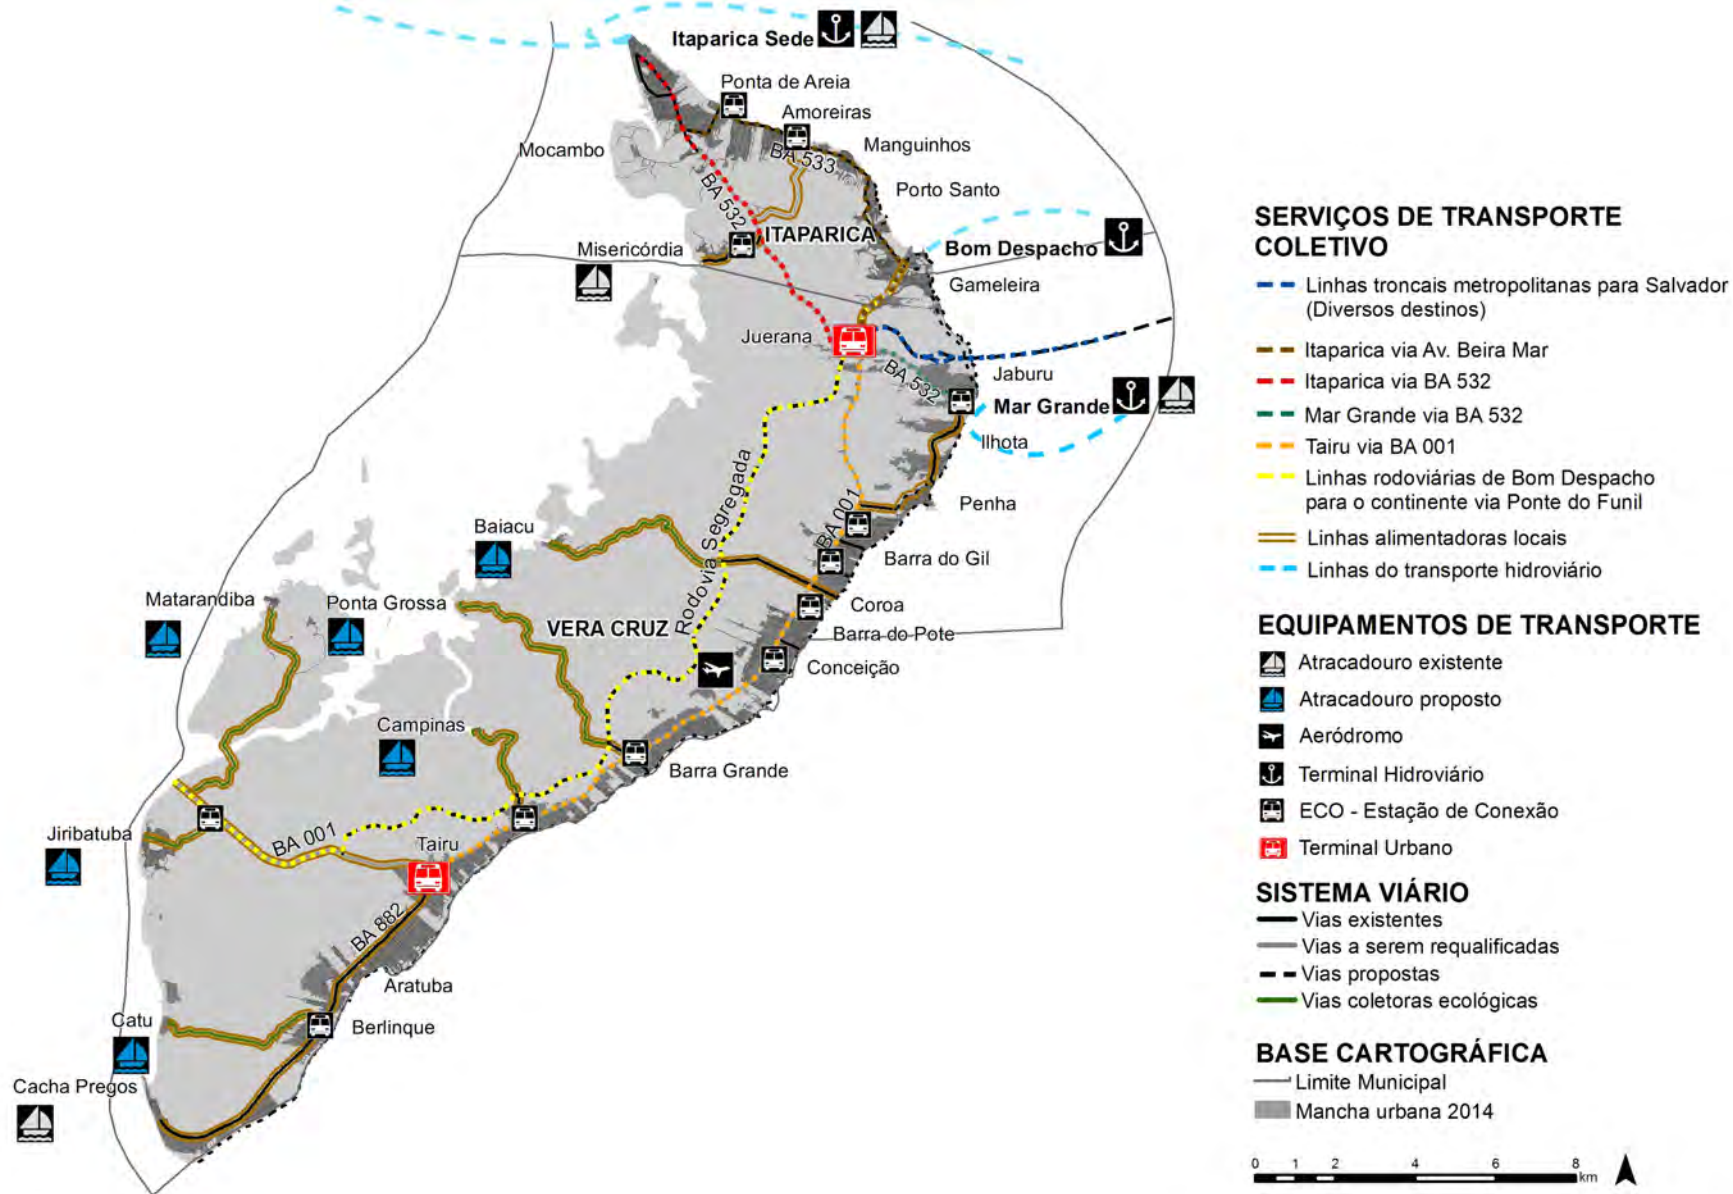 Itaparica Sede
Ponta de Areia
Amoreiras
Manguinhos
Mocambo
BA 533
Porto Santo
BA 532
ITAPARICA
Misericórdia
Bom Despacho
Gameleira
Juerana
Jaburu
BA 532
Mar Grande
Ilhota
Rodovia Segregada
Penha
BA 001
Baiacu
Barra do Gil
Matarandiba
Ponta Grossa
Coroa
VERA CRUZ
Barra do Pote
Conceição
Campinas
Barra Grande
Jiribatuba
BA 001
Tairu
BA 882
Aratuba
Catu
Berlinque
Cacha Pregos
SERVIÇOS DE TRANSPORTE
COLETIVO
Linhas troncais metropolitanas para Salvador
(Diversos destinos)
Itaparica via Av. Beira Mar
Itaparica via BA 532
Mar Grande via BA 532
Tairu via BA 001
Linhas rodoviárias de Bom Despacho
para o continente via Ponte do Funil
Linhas alimentadoras locais
Linhas do transporte hidroviário
EQUIPAMENTOS DE TRANSPORTE
Atracadouro existente
Atracadouro proposto
Aeródromo
Terminal Hidroviário
ECO - Estação de Conexão
Terminal Urbano
SISTEMA VIÁRIO
Vias existentes
Vias a serem requalificadas
Vias propostas
Vias coletoras ecológicas
BASE CARTOGRÁFICA
Limite Municipal
Mancha urbana 2014
0 1 2 4 6 8
km